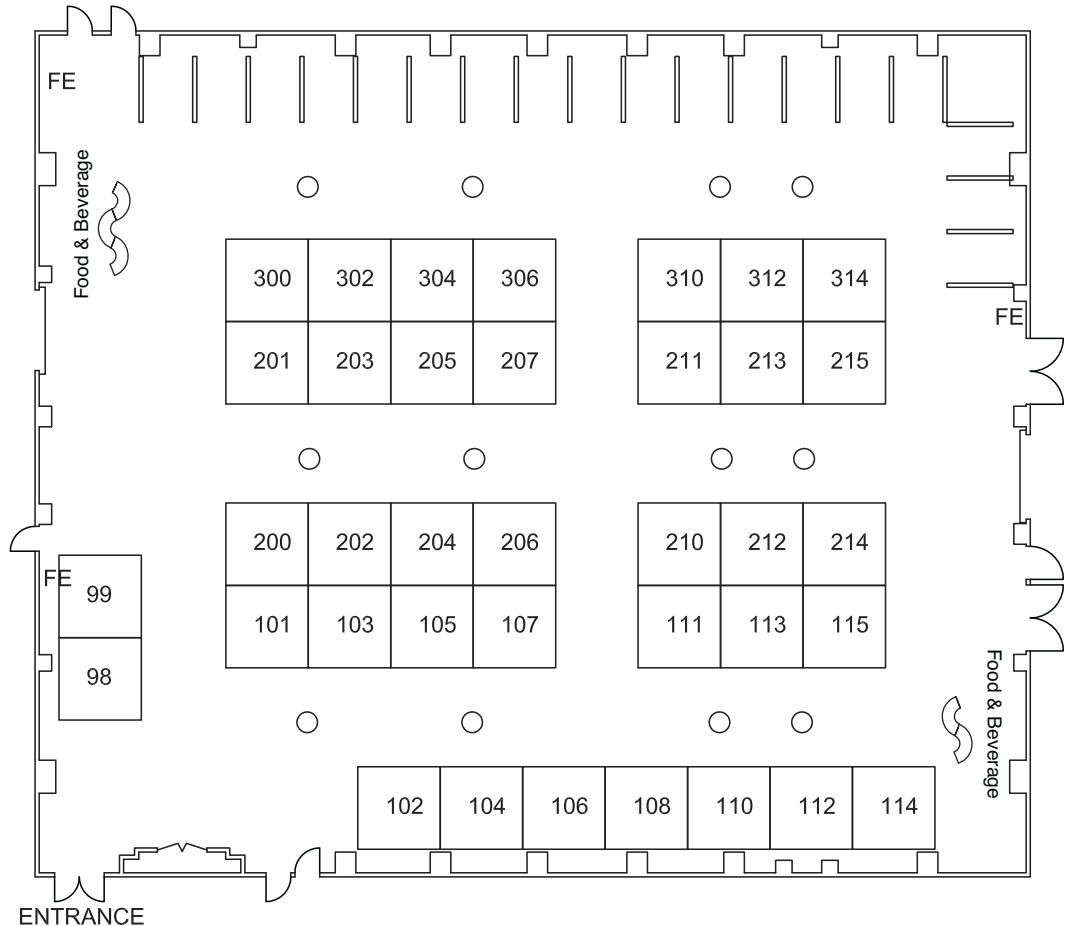 FE
Food & Beverage
300 302 304 306 310 312 314
FE
201 203 205 207 211 213 215
200 202 204 206 210 212 214
FE
99
101 103 105 107 111 113 115
98
Food & Beverage
102 104 106 108 110 112 114
ENTRANCE